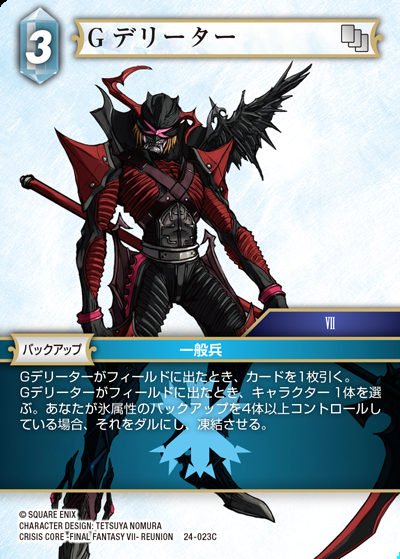 3
G デリーター
VII
バックアップ
一般兵
Gデリーターがフィールドに出たとき、カードを1枚引く。
Gデリーターがフィールドに出たとき、キャラクター1体を選
ぶ。あなたが氷属性のバックアップを4体以上コントロールし
ている場合、それをダルにし、凍結させる。
© SQUARE ENIX
CHARACTER DESIGN: TETSUYA NOMURA
CRISIS CORE -FINAL FANTASY VII- REUNION 24-023C